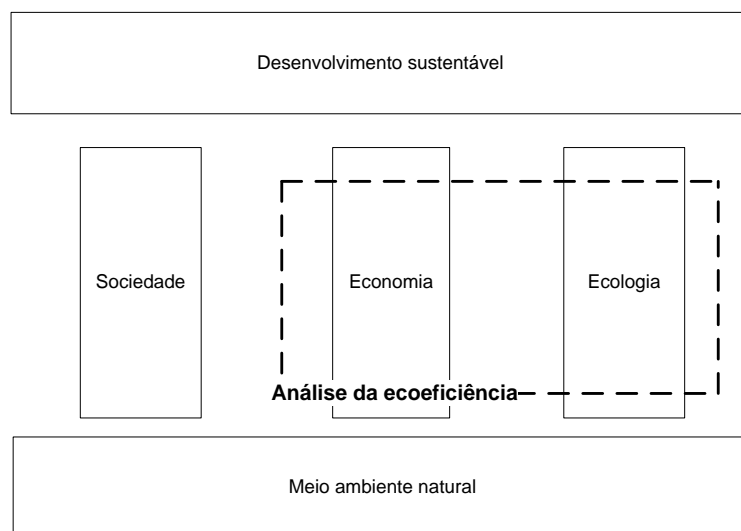 Desenvolvimento sustentável
Sociedade
Economia
Ecologia
Análise da ecoeficiência
Meio ambiente natural